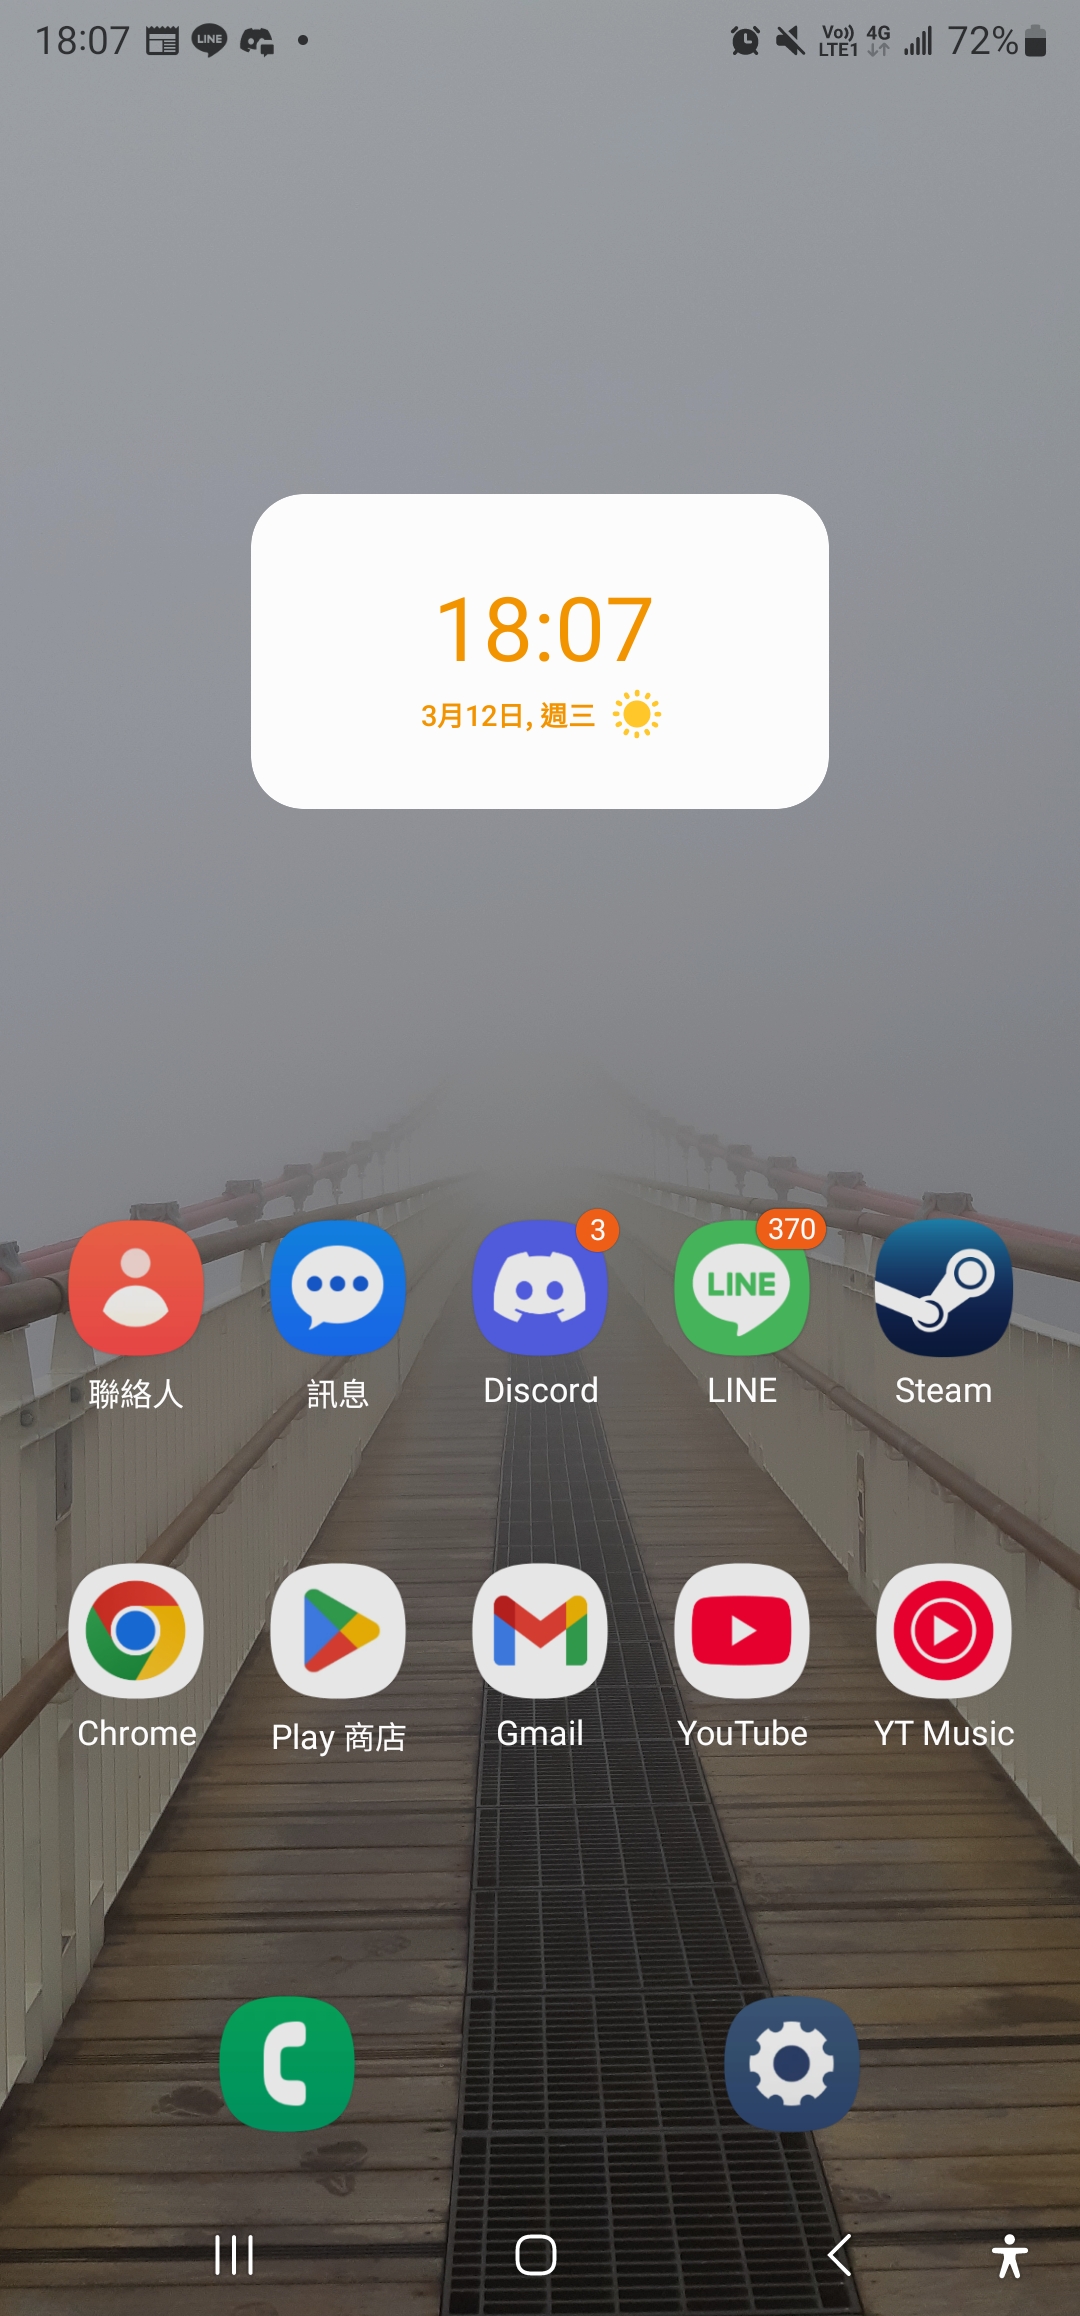 18:07 LINE Vo)) LTE1 4G 72%
18:07
3月12日, 週三
3 370
LINE
聯絡人 訊息 Discord LINE Steam
Chrome Play 商店 Gmail YouTube YT Music